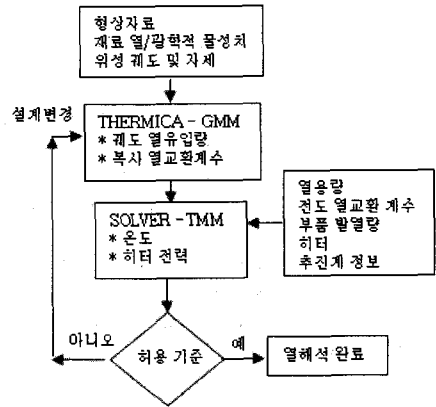 형상자료
재료 열/광학적 물성치
위성 궤도 및 자세
설계변경
THERMICA - GMM
* 궤도 열유입량
* 복사 열교환계수
SOLVER - TMM
* 온도
* 히터 전력
열용량
전도 열교환 계수
부품 발열량
히터
추진계 정보
아니오
허용 기준
예
열해석 완료